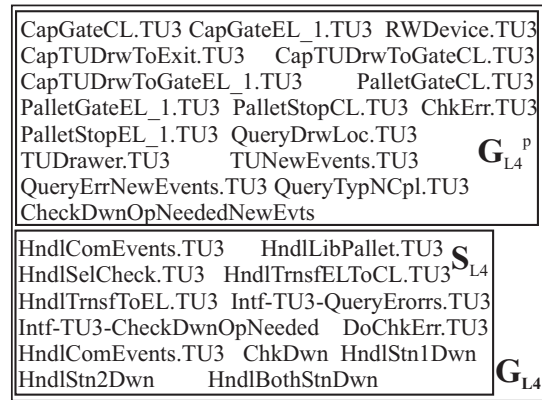 CapGateCL.TU3 CapGateEL_1.TU3 RWDevice.TU3
CapTUDrwToExit.TU3 CapTUDrwToGateCL.TU3
CapTUDrwToGateEL_1.TU3 PalletGateCL.TU3
PalletGateEL_1.TU3 PalletStopCL.TU3 ChkErr.TU3
PalletStopEL_1.TU3 QueryDrwLoc.TU3
TUDrawer.TU3 TUNewEvents.TU3 G_L4^p
QueryErrNewEvents.TU3 QueryTypNCpl.TU3
CheckDwnOpNeededNewEvts
HndlComEvents.TU3 HndlLibPallet.TU3 S_L4
HndlSelCheck.TU3 HndlTrnsfELToCL.TU3
HndlTrnsfToEL.TU3 Intf-TU3-QueryErorrs.TU3
Intf-TU3-CheckDwnOpNeeded DoChkErr.TU3
HndlComEvents.TU3 ChkDwn HndlStn1Dwn
HndlStn2Dwn HndlBothStnDwn G_L4